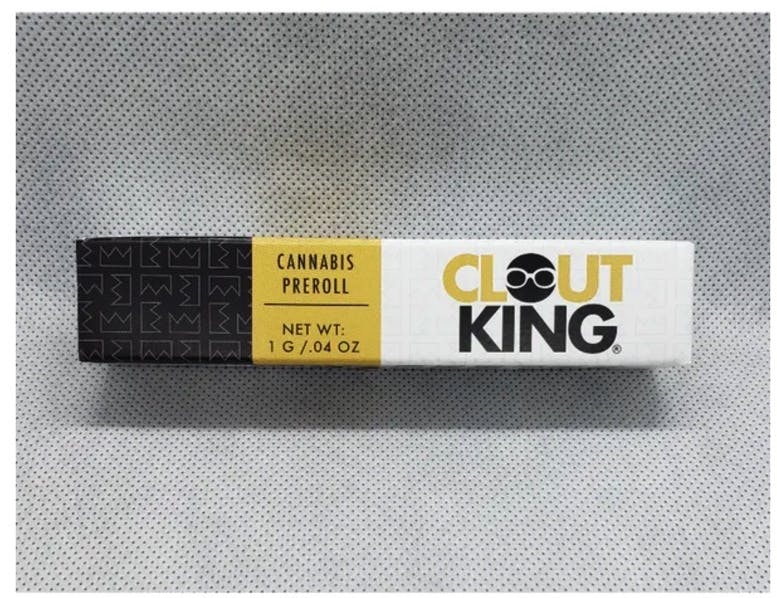 CANNABIS
PREROLL
NET WT:
1 G /.04 OZ
CLOUT
KING®